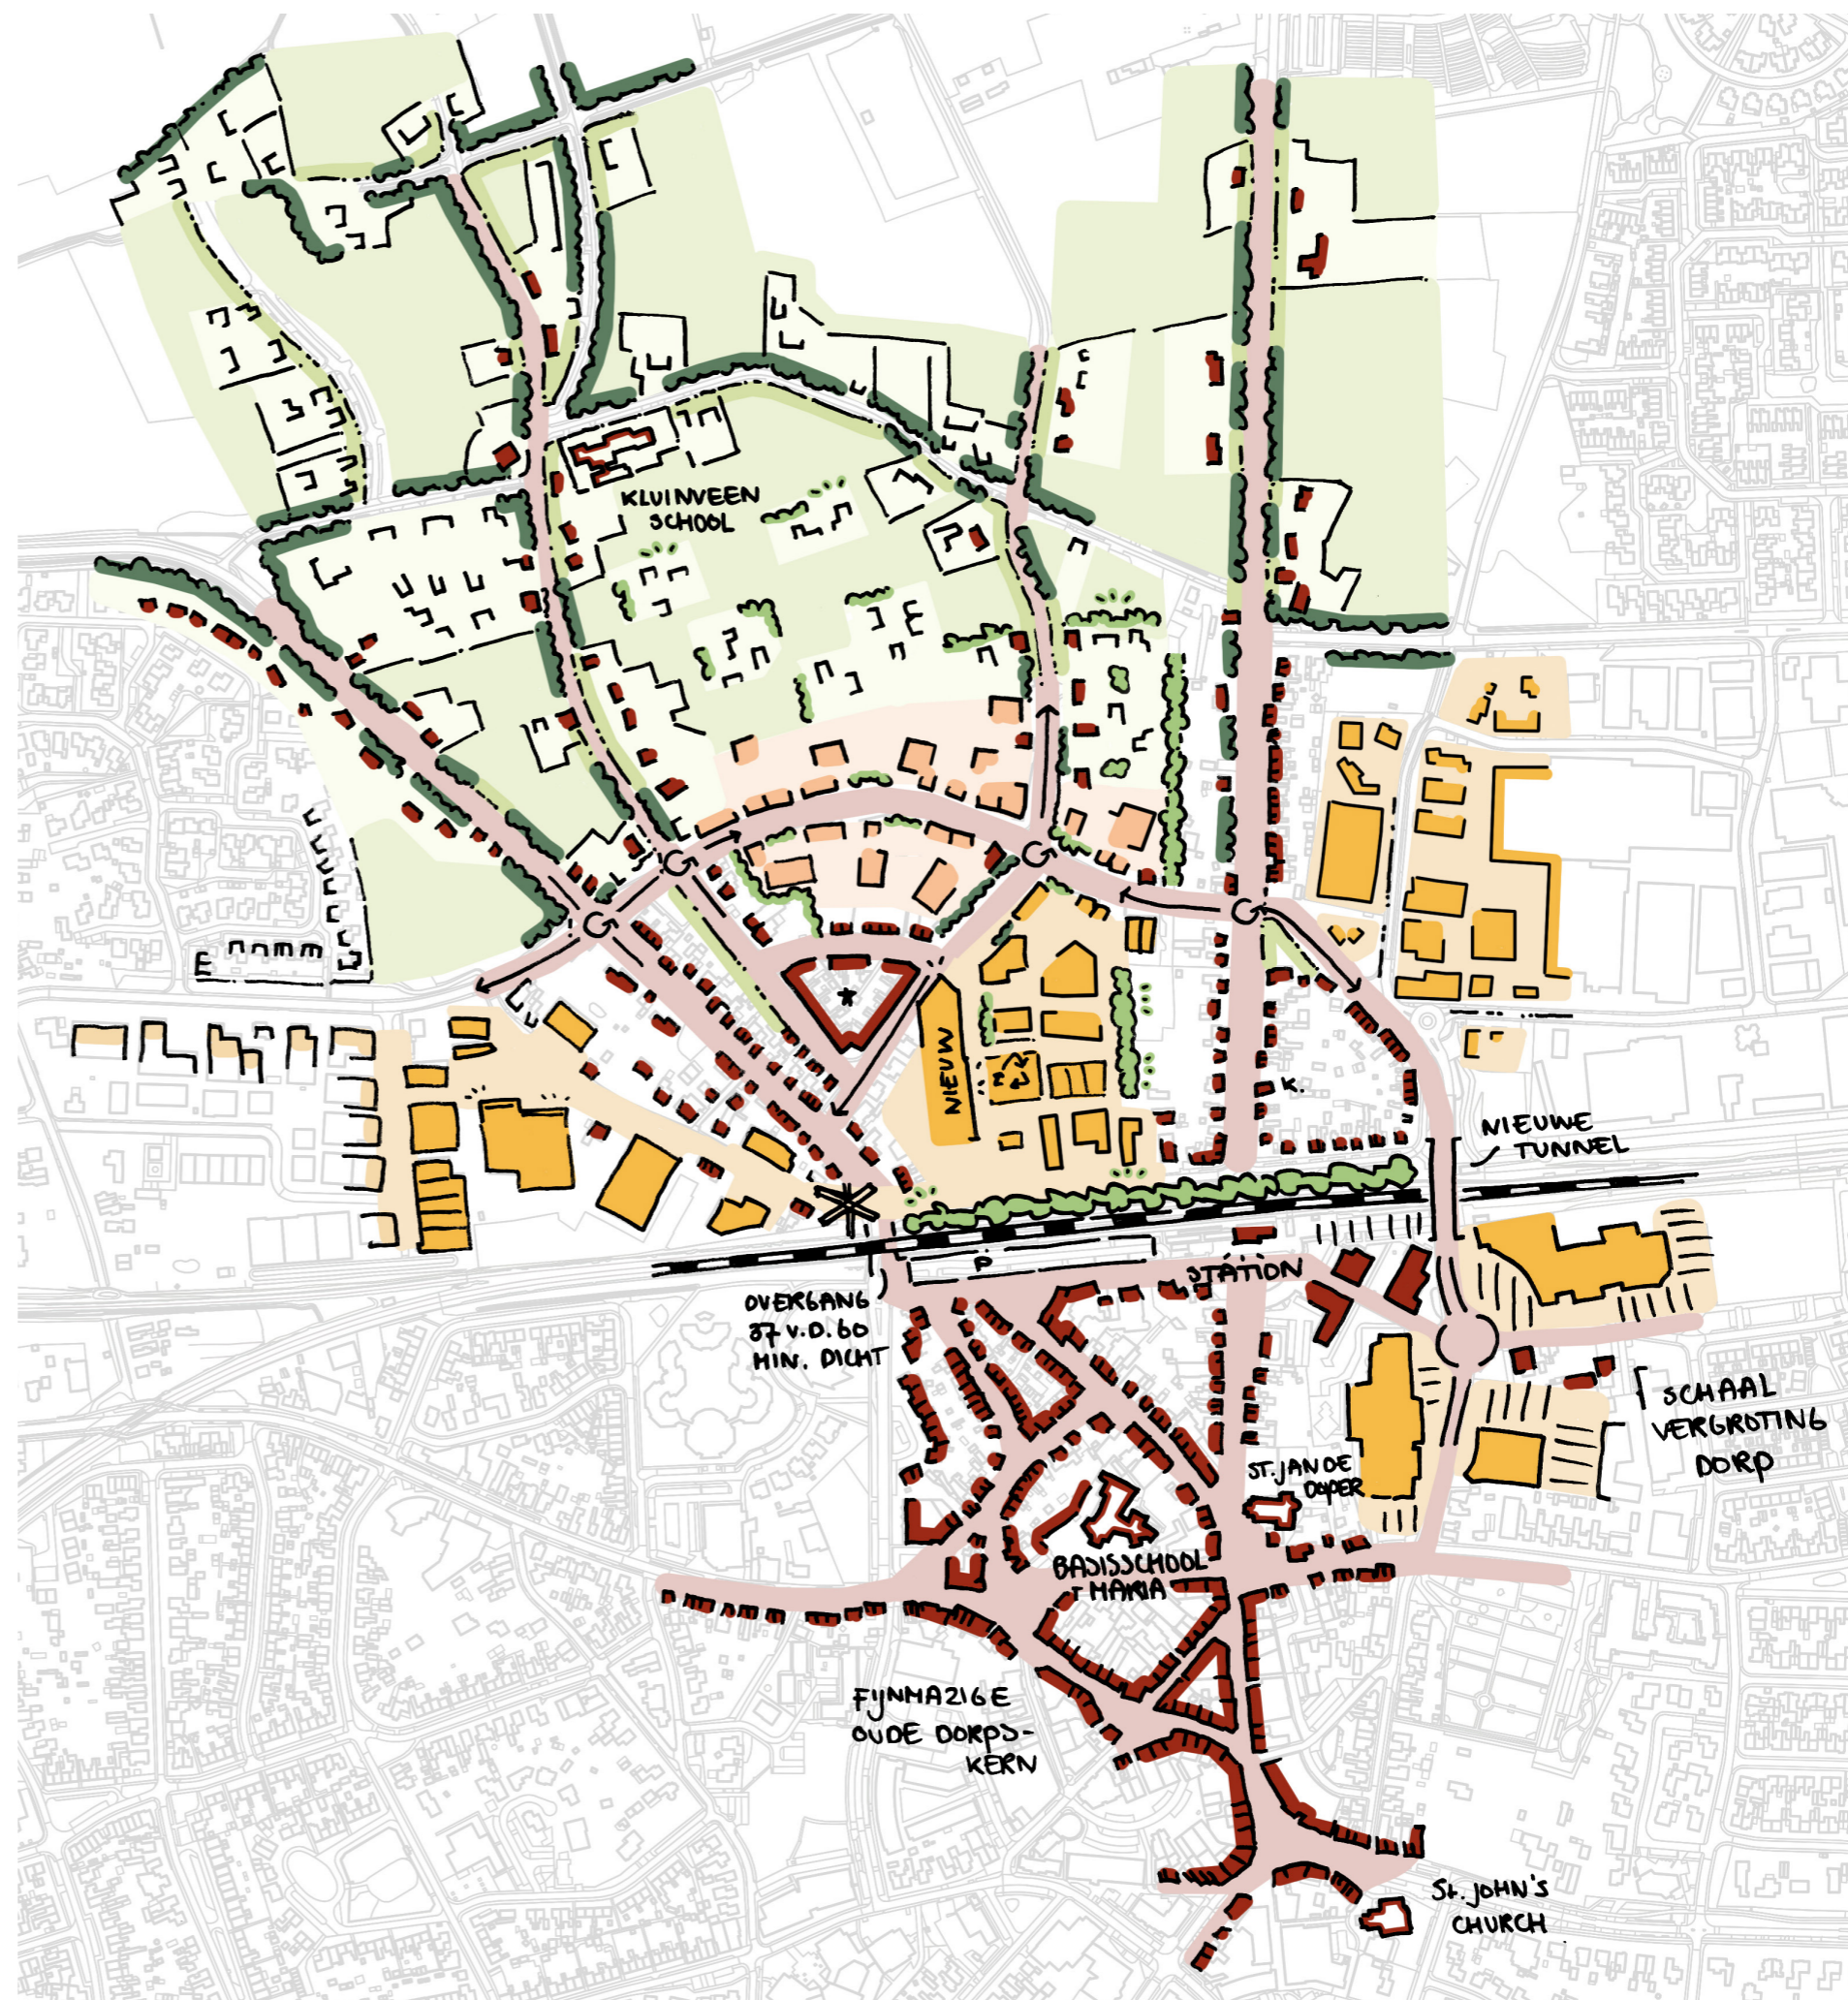 KLUINVEEN
SCHOOL
NIEUW
K.
NIEUWE
TUNNEL
P
STATION
OVERGANG
37 V.D. 60
MIN. DICHT
SCHAAL
VERGROTING
DORP
ST. JAN DE
DOPER
BASISSCHOOL
MARIA
FIJNMAZIGE
OUDE DORPS-
KERN
St. JOHN'S
CHURCH